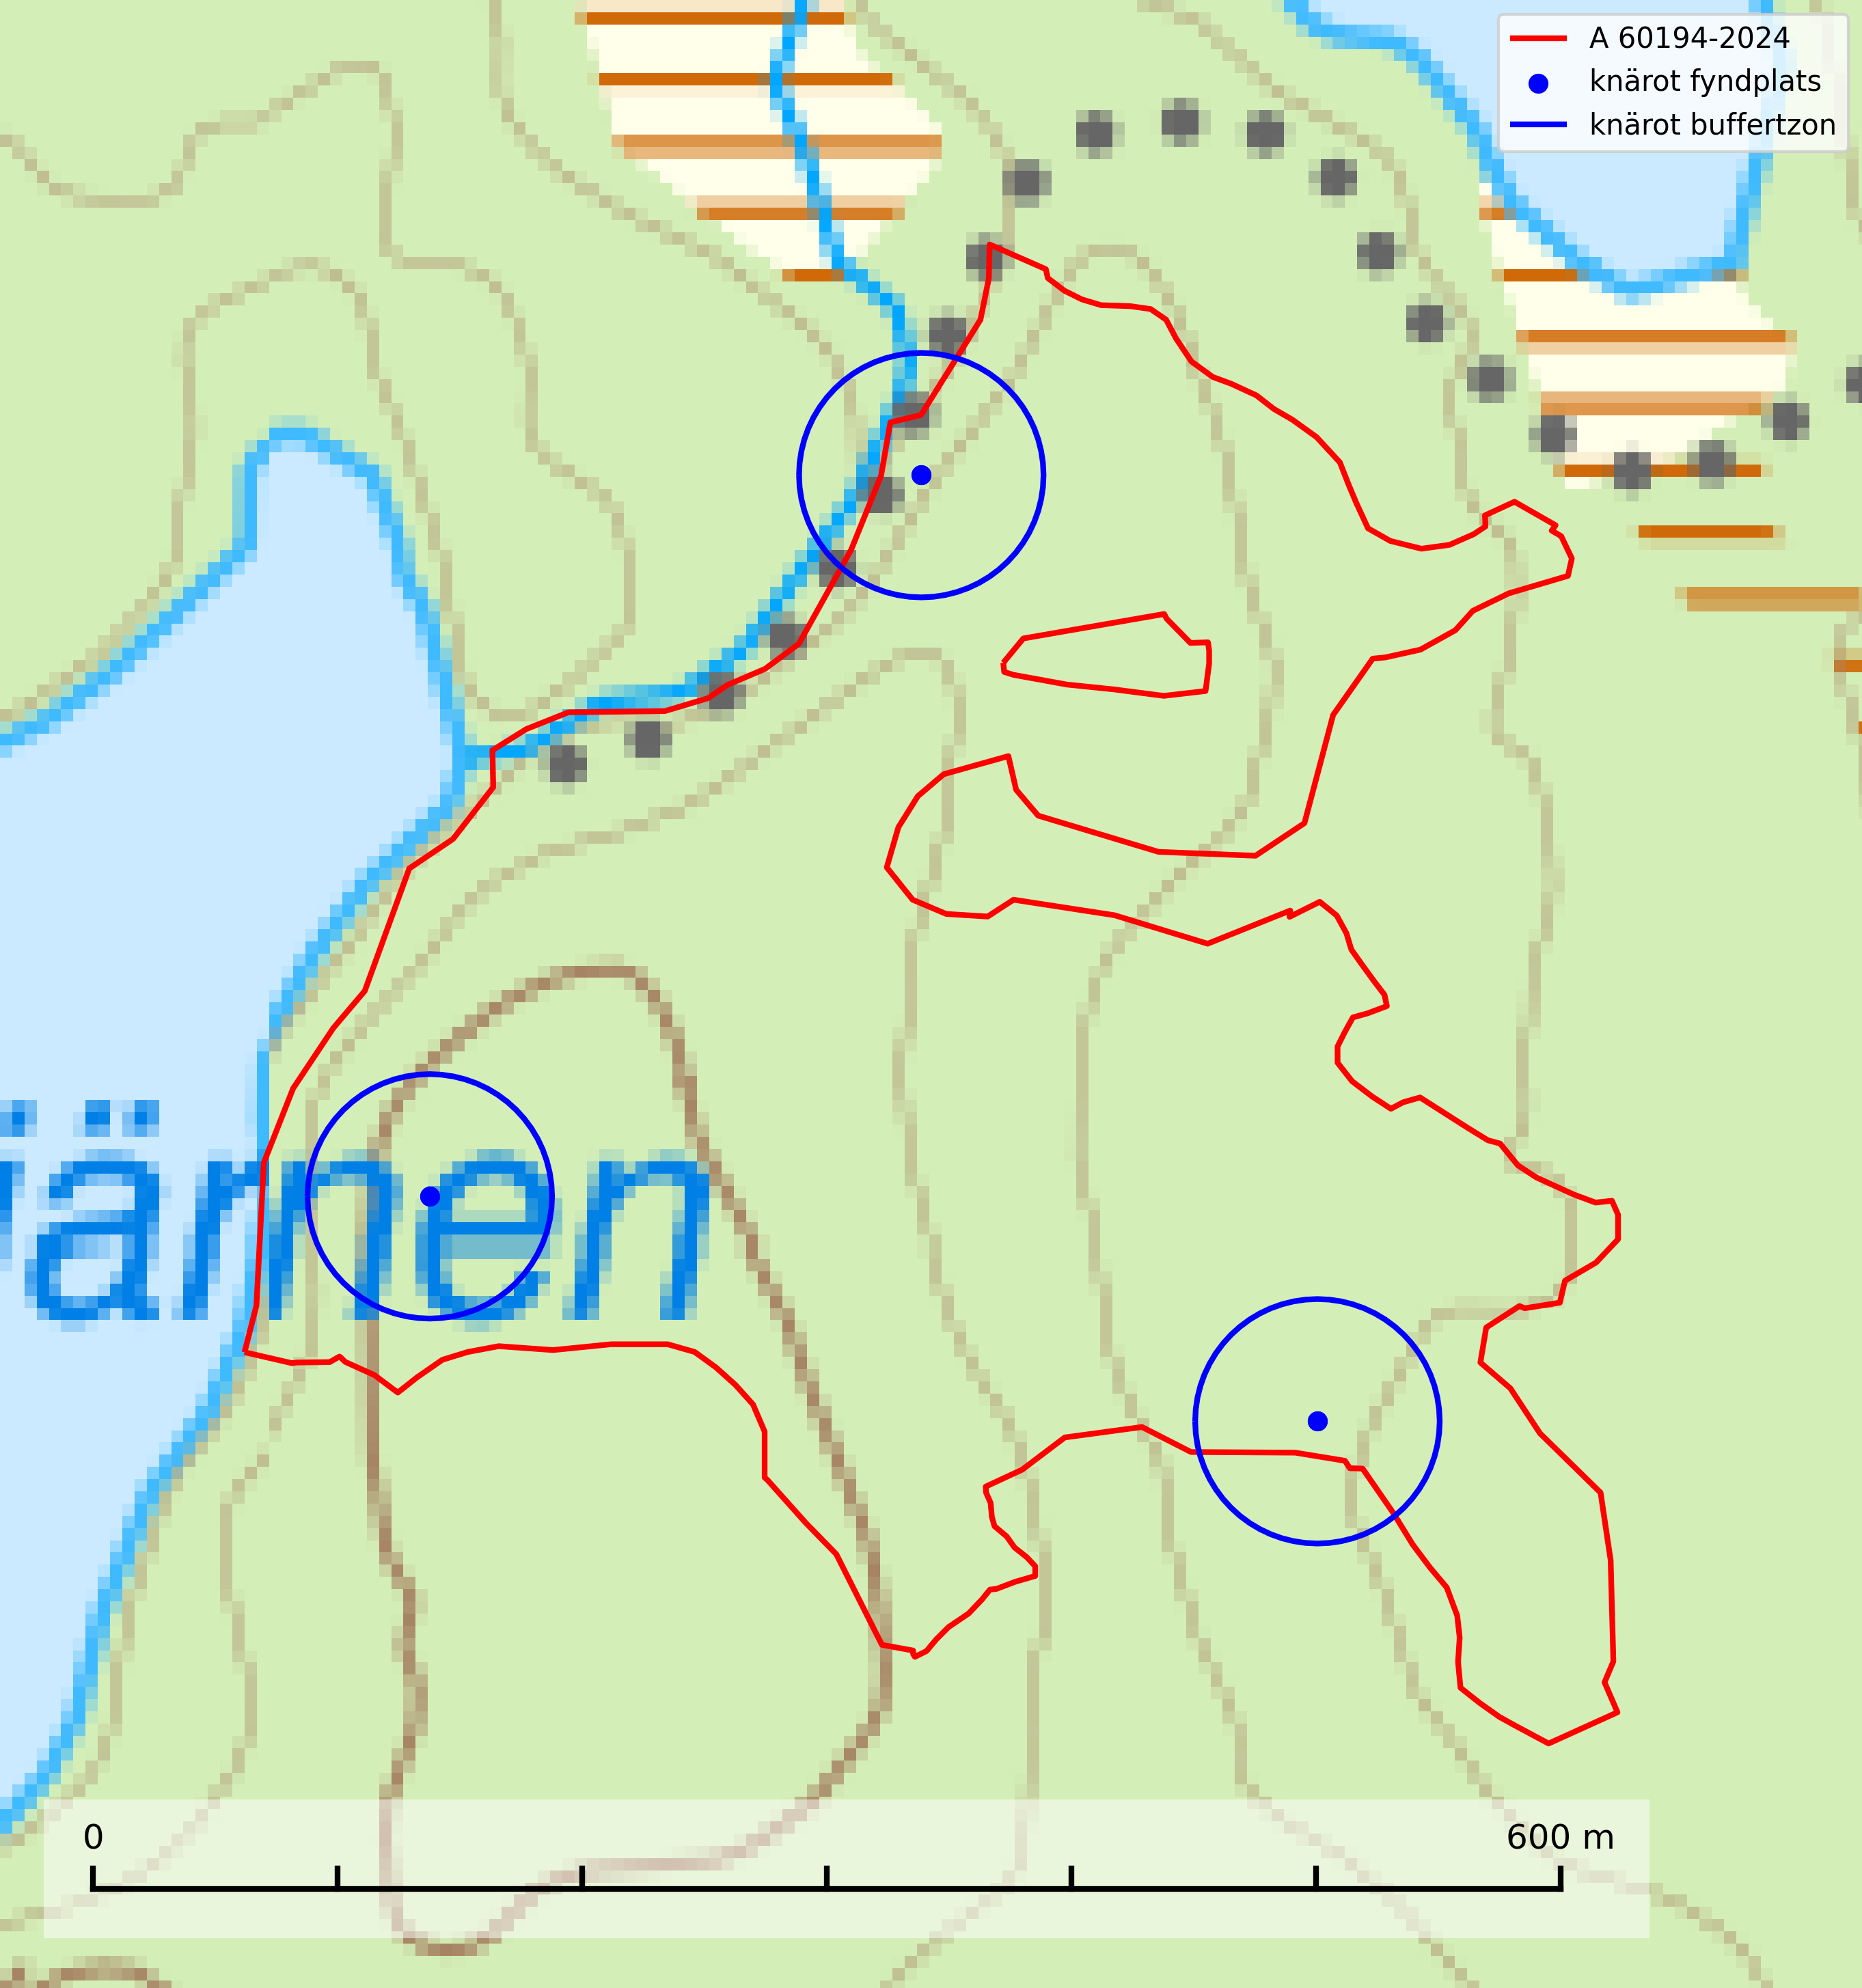 A 60194-2024
knärot fyndplats
knärot buffertzon
0
600 m